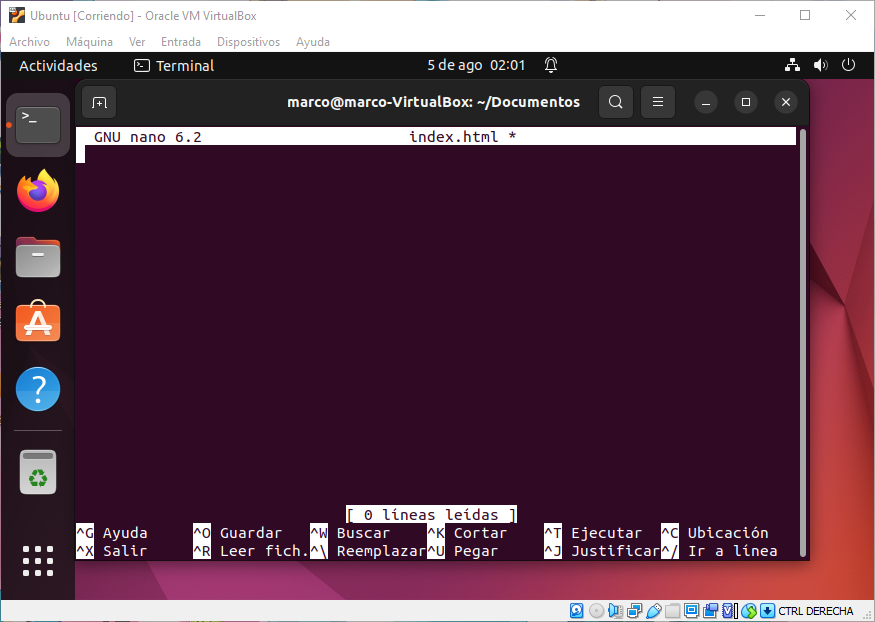 Ubuntu [Corriendo] - Oracle VM VirtualBox
Archivo Máquina Ver Entrada Dispositivos Ayuda
Actividades Terminal 5 de ago 02:01
marco@marco-VirtualBox: ~/Documentos
GNU nano 6.2 index.html *
[ 0 líneas leídas ]
^G Ayuda ^O Guardar ^W Buscar ^K Cortar ^T Ejecutar ^C Ubicación
^X Salir ^R Leer fich. ^\ Reemplazar ^U Pegar ^J Justificar ^/ Ir a línea
CTRL DERECHA